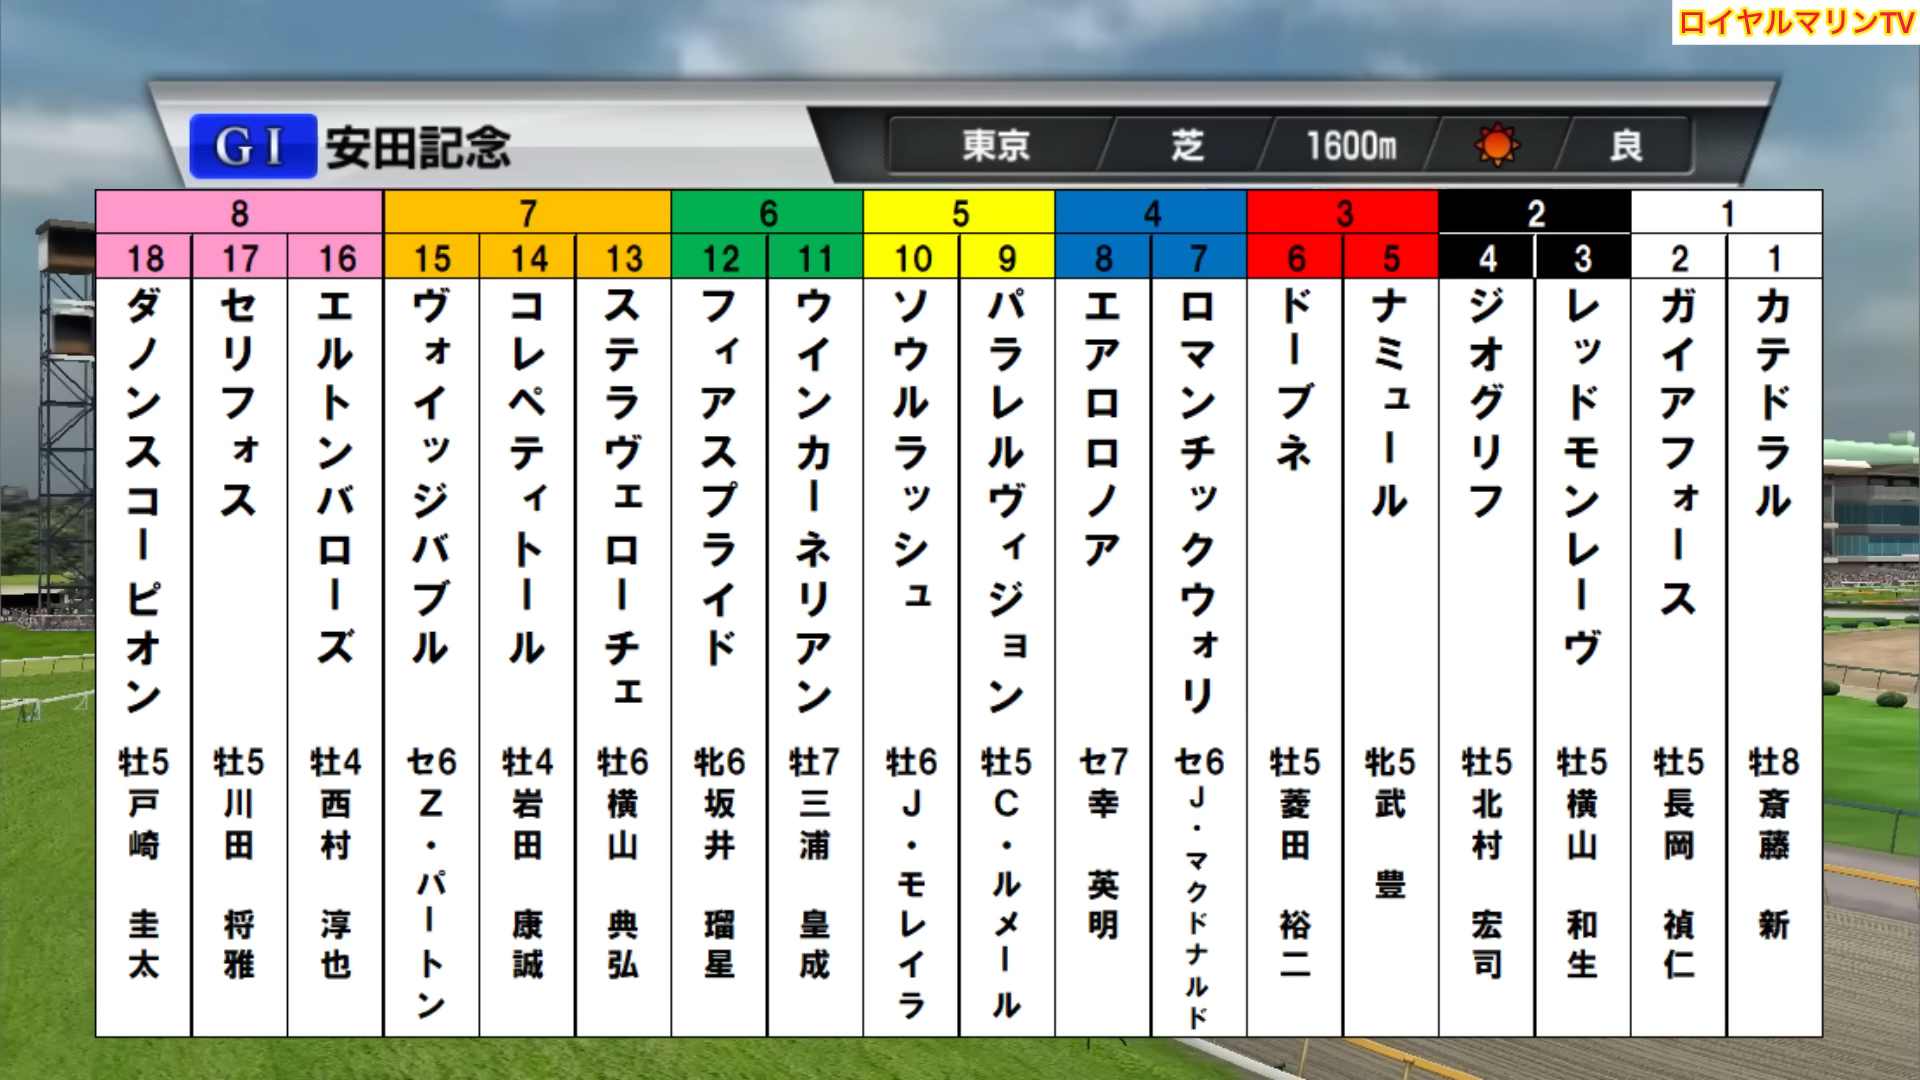 ロイヤルマリンTV
GI 安田記念
東京 芝 1600m 良
8 7 6 5 4 3 2 1
18 17 16 15 14 13 12 11 10 9 8 7 6 5 4 3 2 1
カテドラル
牡8
斎藤 新
ガイアフォース
牡5
長岡 禎仁
レッドモンレーヴ
牡5
横山 和生
ジオグリフ
牡5
北村 宏司
ナミュール
牝5
武 豊
ドーブネ
牡5
菱田 裕二
ロマンチックウォリ
セ6
J・マクドナルド
エアロロノア
セ7
幸 英明
パラレルヴィジョン
牡5
C・ルメール
ソウルラッシュ
牡6
J・モレイラ
ウインカーネリアン
牡7
三浦 皇成
フィアスプライド
牝6
坂井 瑠星
ステラヴェローチェ
牡6
横山 典弘
コレペティトール
牡4
岩田 康誠
ヴォイッジバブル
セ6
Z・パートン
エルトンバローズ
牡4
西村 淳也
セリフォス
牡5
川田 将雅
ダノンスコーピオン
牡5
戸崎 圭太